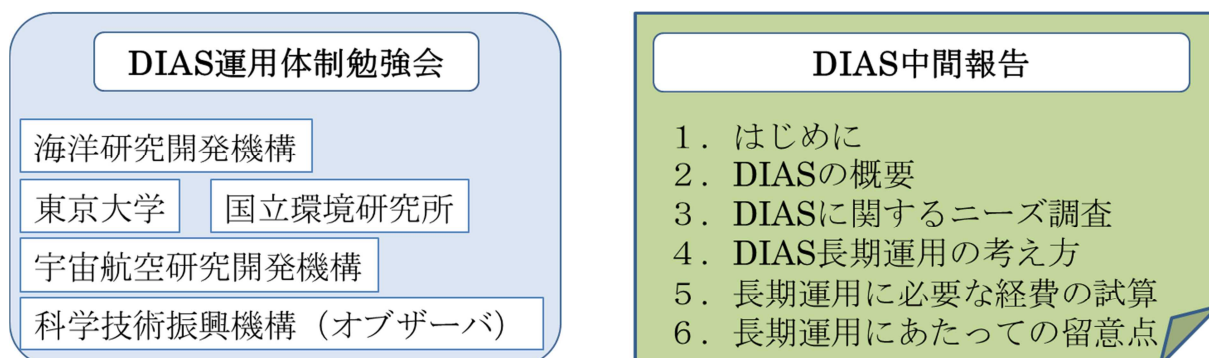 DIAS運用体制勉強会
海洋研究開発機構
東京大学
国立環境研究所
宇宙航空研究開発機構
科学技術振興機構（オブザーバ）
DIAS中間報告
１．はじめに
２．DIASの概要
３．DIASに関するニーズ調査
４．DIAS長期運用の考え方
５．長期運用に必要な経費の試算
６．長期運用にあたっての留意点